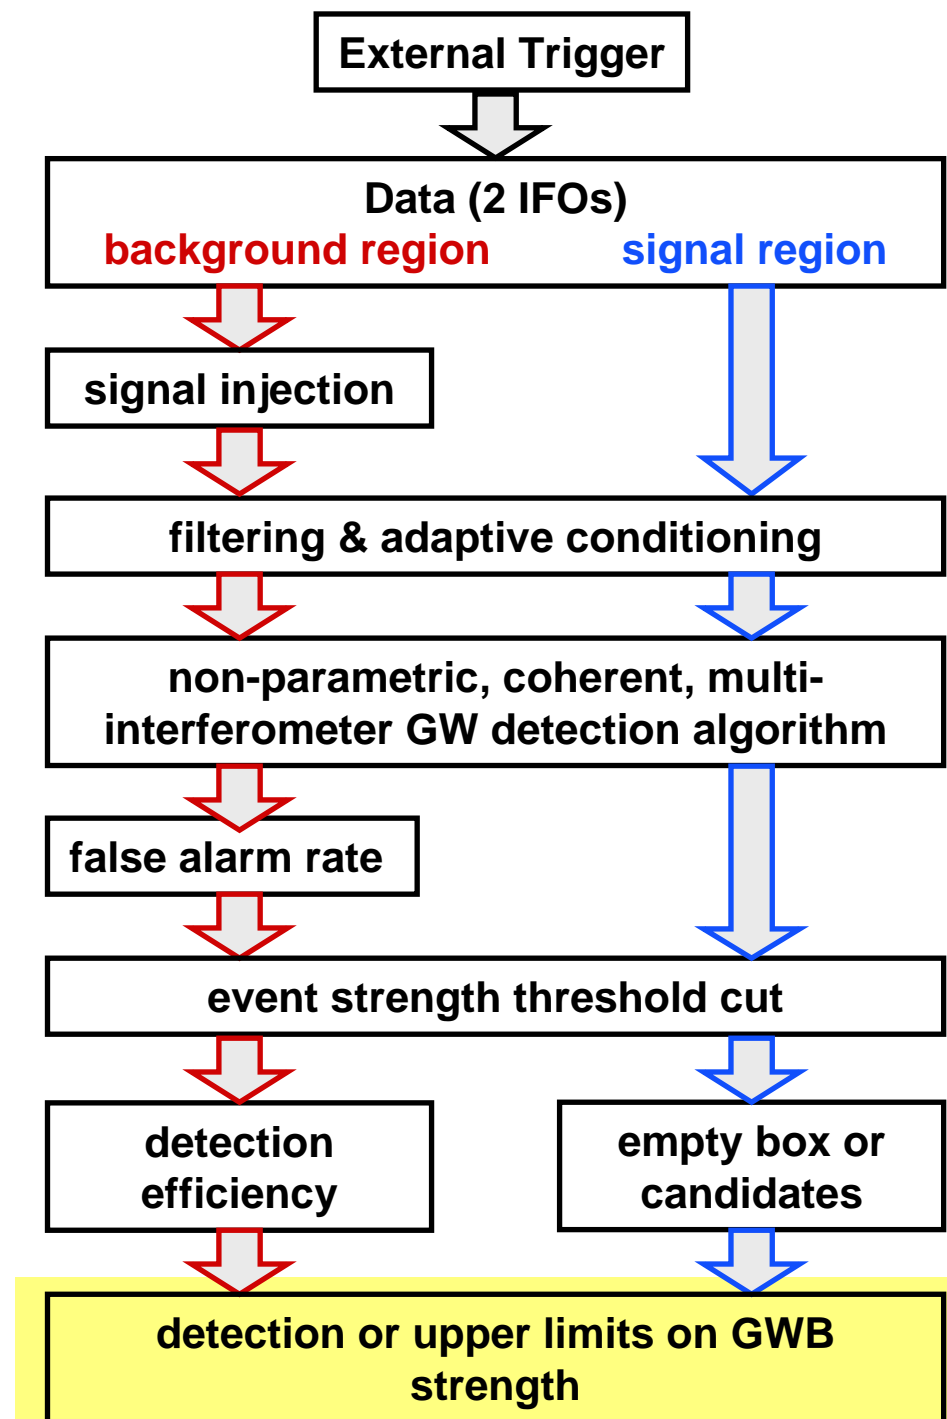 External Trigger
Data (2 IFOs)
background region
signal region
signal injection
filtering & adaptive conditioning
non-parametric, coherent, multi-
interferometer GW detection algorithm
false alarm rate
event strength threshold cut
detection
efficiency
empty box or
candidates
detection or upper limits on GWB
strength